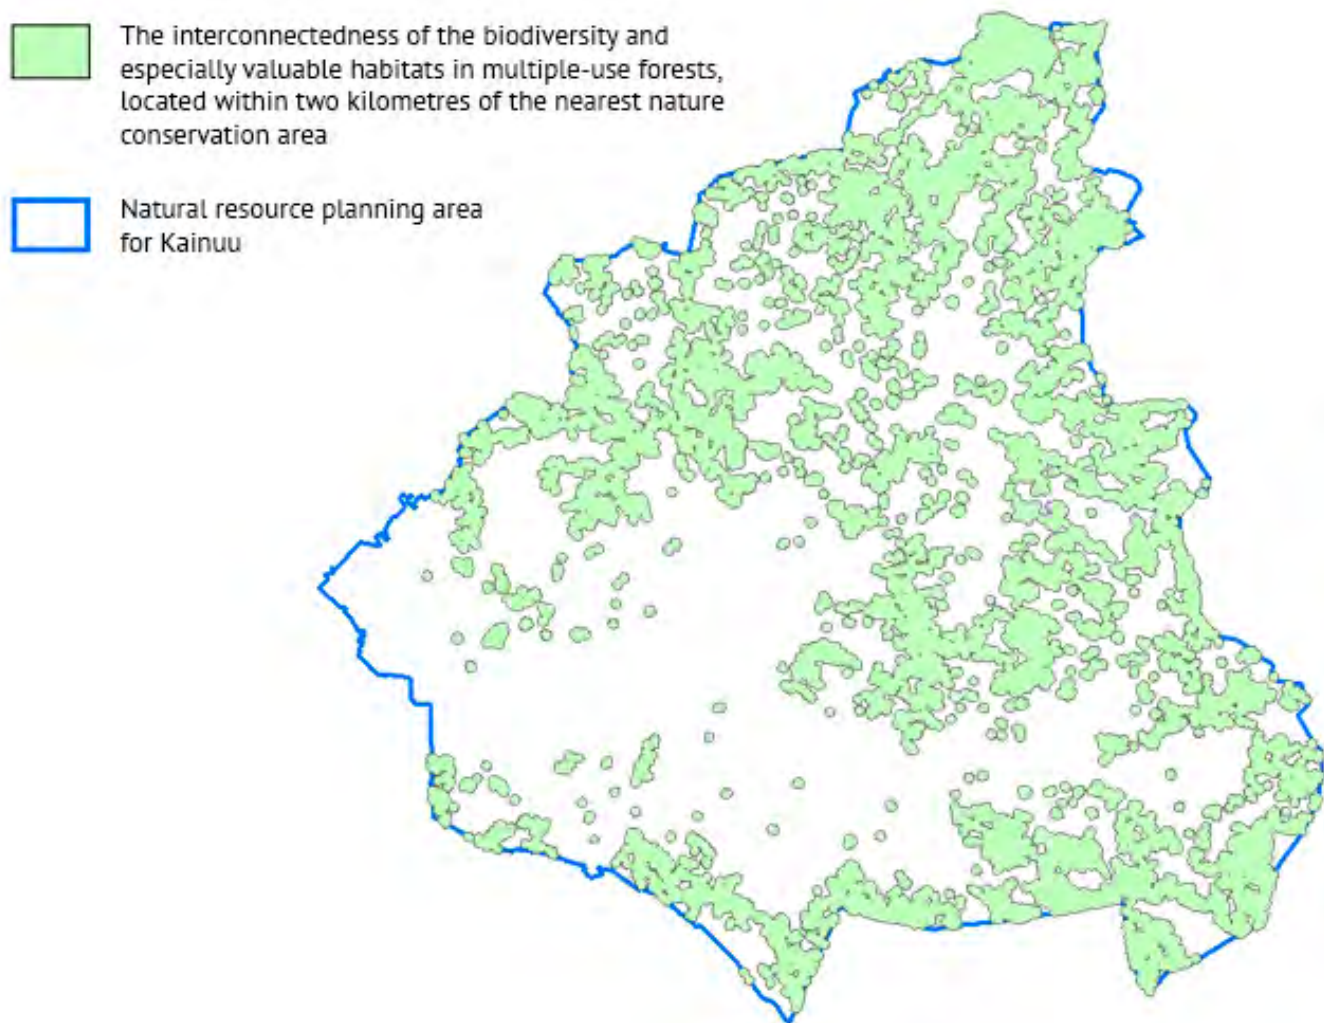 The interconnectedness of the biodiversity and
especially valuable habitats in multiple-use forests,
located within two kilometres of the nearest nature
conservation area
Natural resource planning area
for Kainuu